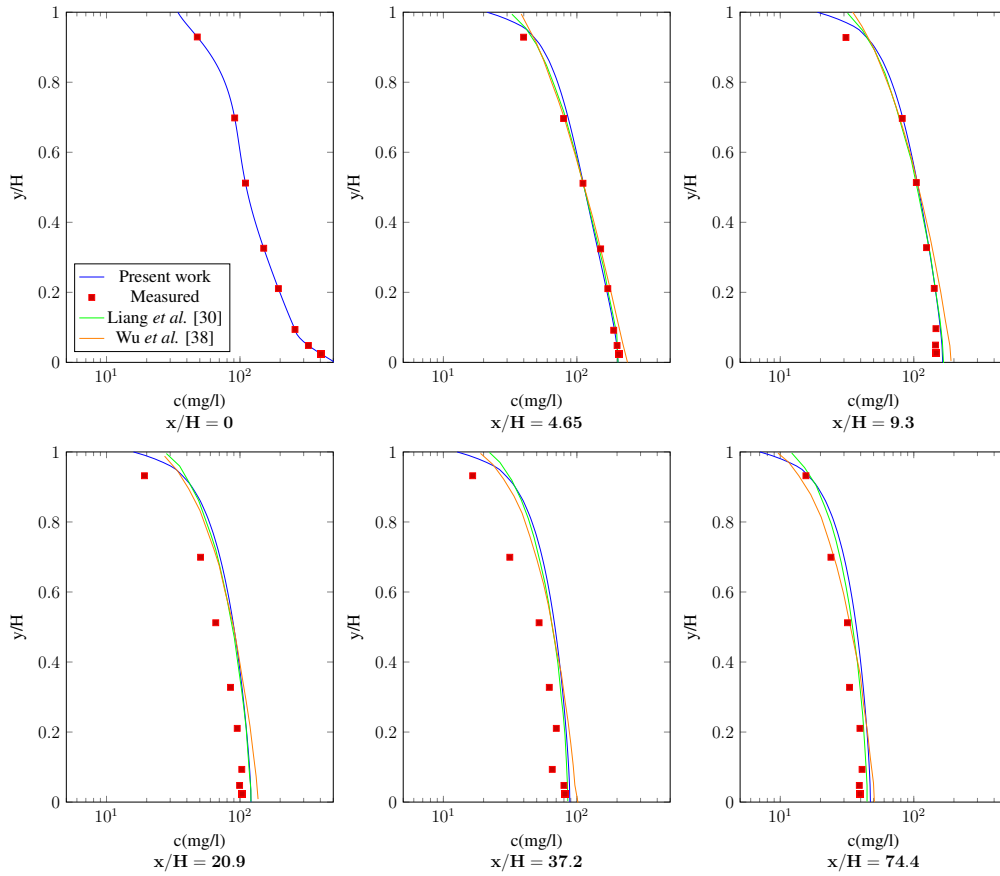 1
0.8
0.6
0.4
0.2
0
y/H
10^1
10^2
c(mg/l)
x/H = 0
Present work
Measured
Liang et al. [30]
Wu et al. [38]
1
0.8
0.6
0.4
0.2
0
y/H
10^1
10^2
c(mg/l)
x/H = 4.65
1
0.8
0.6
0.4
0.2
0
y/H
10^1
10^2
c(mg/l)
x/H = 9.3
1
0.8
0.6
0.4
0.2
0
y/H
10^1
10^2
c(mg/l)
x/H = 20.9
1
0.8
0.6
0.4
0.2
0
y/H
10^1
10^2
c(mg/l)
x/H = 37.2
1
0.8
0.6
0.4
0.2
0
y/H
10^1
10^2
c(mg/l)
x/H = 74.4